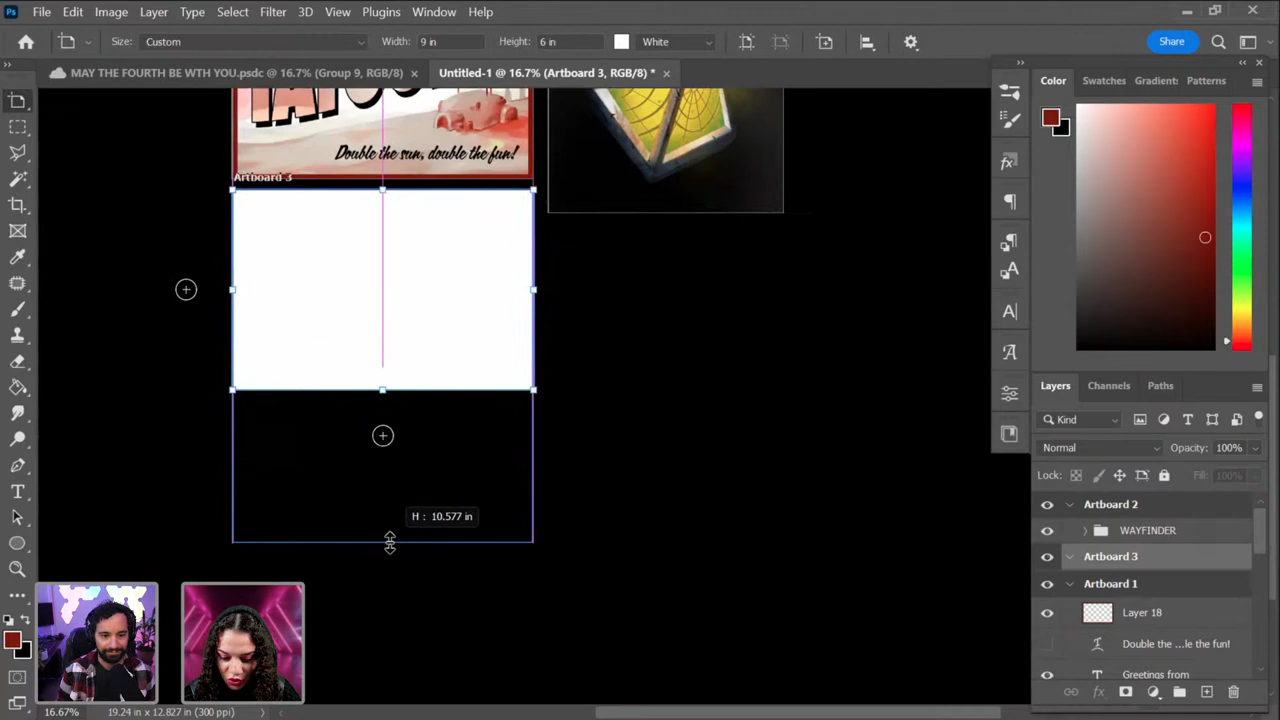 Ps File Edit Image Layer Type Select Filter 3D View Plugins Window Help
Size: Custom Width: 9 in Height: 6 in White Share
MAY THE FOURTH BE WTH YOU.psdc @ 16.7% (Group 9, RGB/8) × Untitled-1 @ 16.7% (Artboard 3, RGB/8) * ×
Color Swatches Gradient: Patterns
Double the sun, double the fun!
Artboard 3
H : 10.577 in
Layers Channels Paths
Kind
Normal Opacity: 100%
Lock: Fill: 100%
Artboard 2
WAYFINDER
Artboard 3
Artboard 1
Layer 18
Double the ...le the fun!
Greetings from
16.67% 19.24 in x 12.827 in (300 ppi)